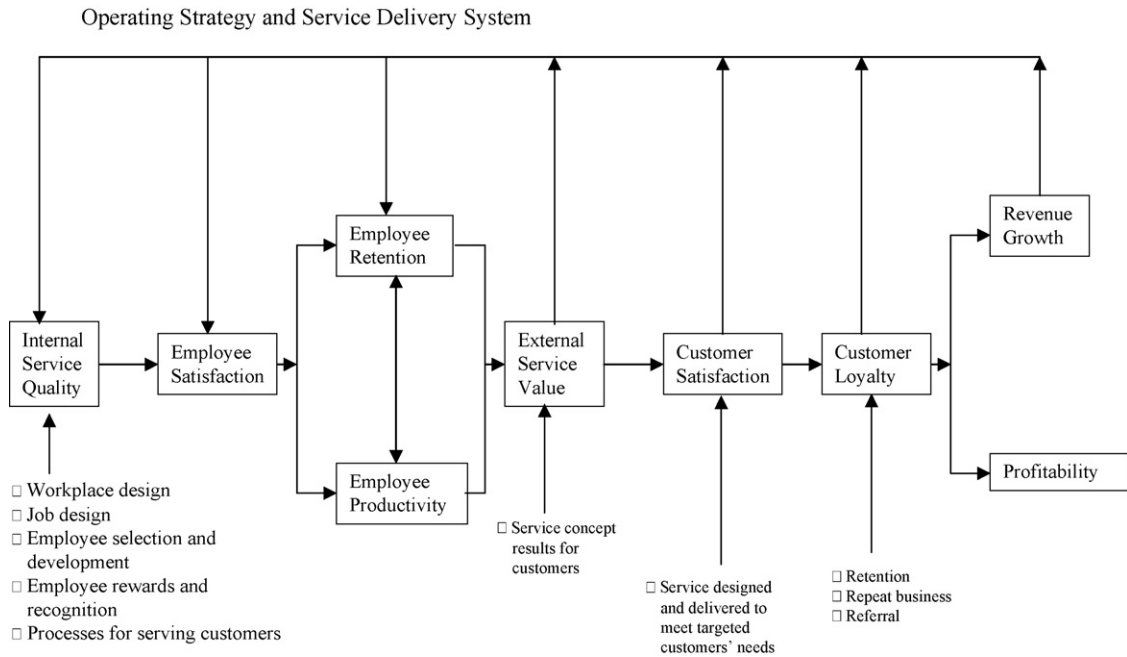 Operating Strategy and Service Delivery System
Revenue
Growth
Employee
Retention
Internal
Service
Quality
Employee
Satisfaction
External
Service
Value
Customer
Satisfaction
Customer
Loyalty
Employee
Productivity
Profitability
□ Workplace design
□ Job design
□ Employee selection and
development
□ Employee rewards and
recognition
□ Processes for serving customers
□ Service concept
results for
customers
□ Service designed
and delivered to
meet targeted
customers’ needs
□ Retention
□ Repeat business
□ Referral